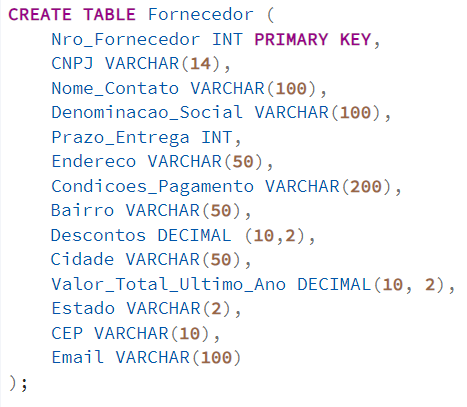 CREATE TABLE Fornecedor (
    Nro_Fornecedor INT PRIMARY KEY,
    CNPJ VARCHAR(14),
    Nome_Contato VARCHAR(100),
    Denominacao_Social VARCHAR(100),
    Prazo_Entrega INT,
    Endereco VARCHAR(50),
    Condicoes_Pagamento VARCHAR(200),
    Bairro VARCHAR(50),
    Descontos DECIMAL (10,2),
    Cidade VARCHAR(50),
    Valor_Total_Ultimo_Ano DECIMAL(10, 2),
    Estado VARCHAR(2),
    CEP VARCHAR(10),
    Email VARCHAR(100)
);